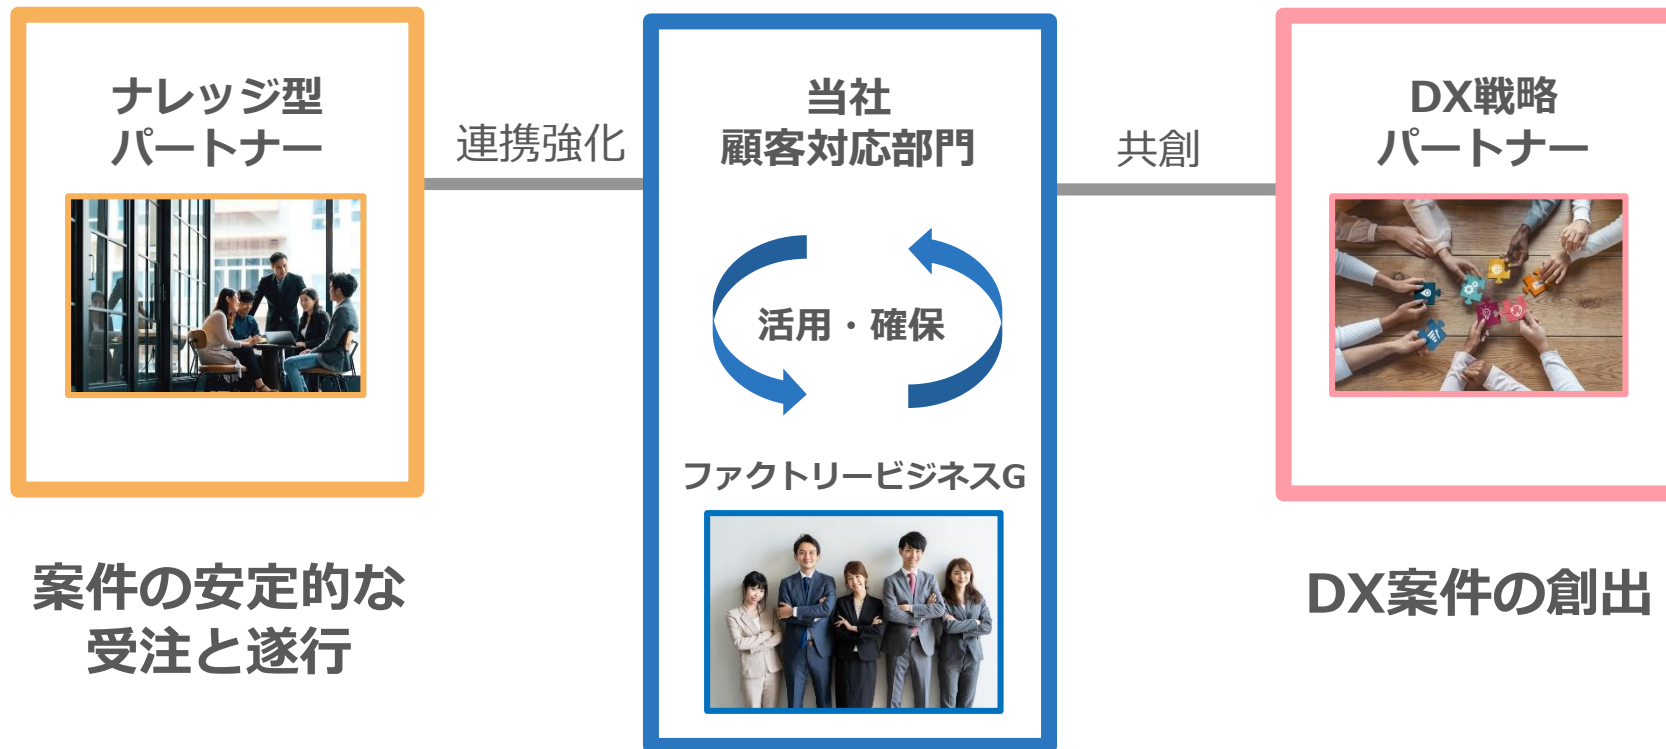 ナレッジ型
パートナー
連携強化
当社
顧客対応部門
共創
DX戦略
パートナー
活用・確保
ファクトリービジネスG
案件の安定的な
受注と遂行
DX案件の創出